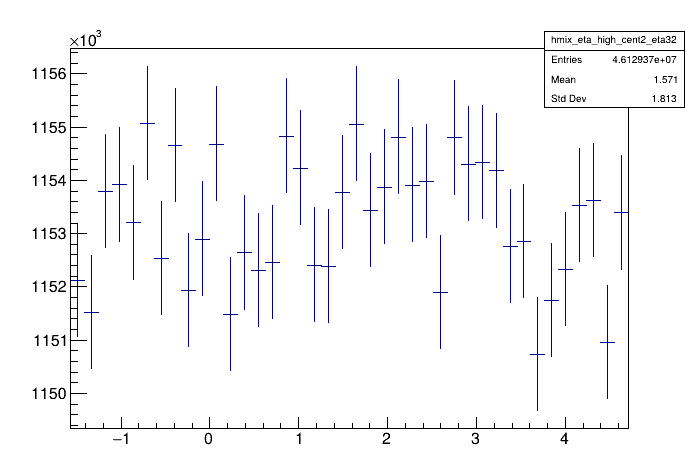 ×10³
hmix_eta_high_cent2_eta32
Entries 4.612937e+07
Mean 1.571
Std Dev 1.813
1156
1155
1154
1153
1152
1151
1150
−1 0 1 2 3 4